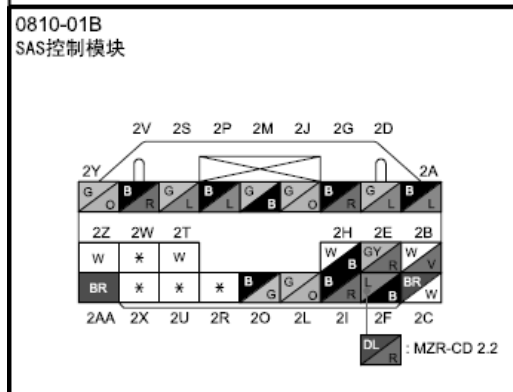 0810-01B
SAS控制模块
2V 2S 2P 2M 2J 2G 2D
2Y 2A
G O B R G L B L G B G O B R G L B L
2Z 2W 2T 2H 2E 2B
W * W W B GY R W V
BR * * * B G G O B R L B BR W
2AA 2X 2U 2R 2O 2L 2I 2F 2C
DL R : MZR-CD 2.2